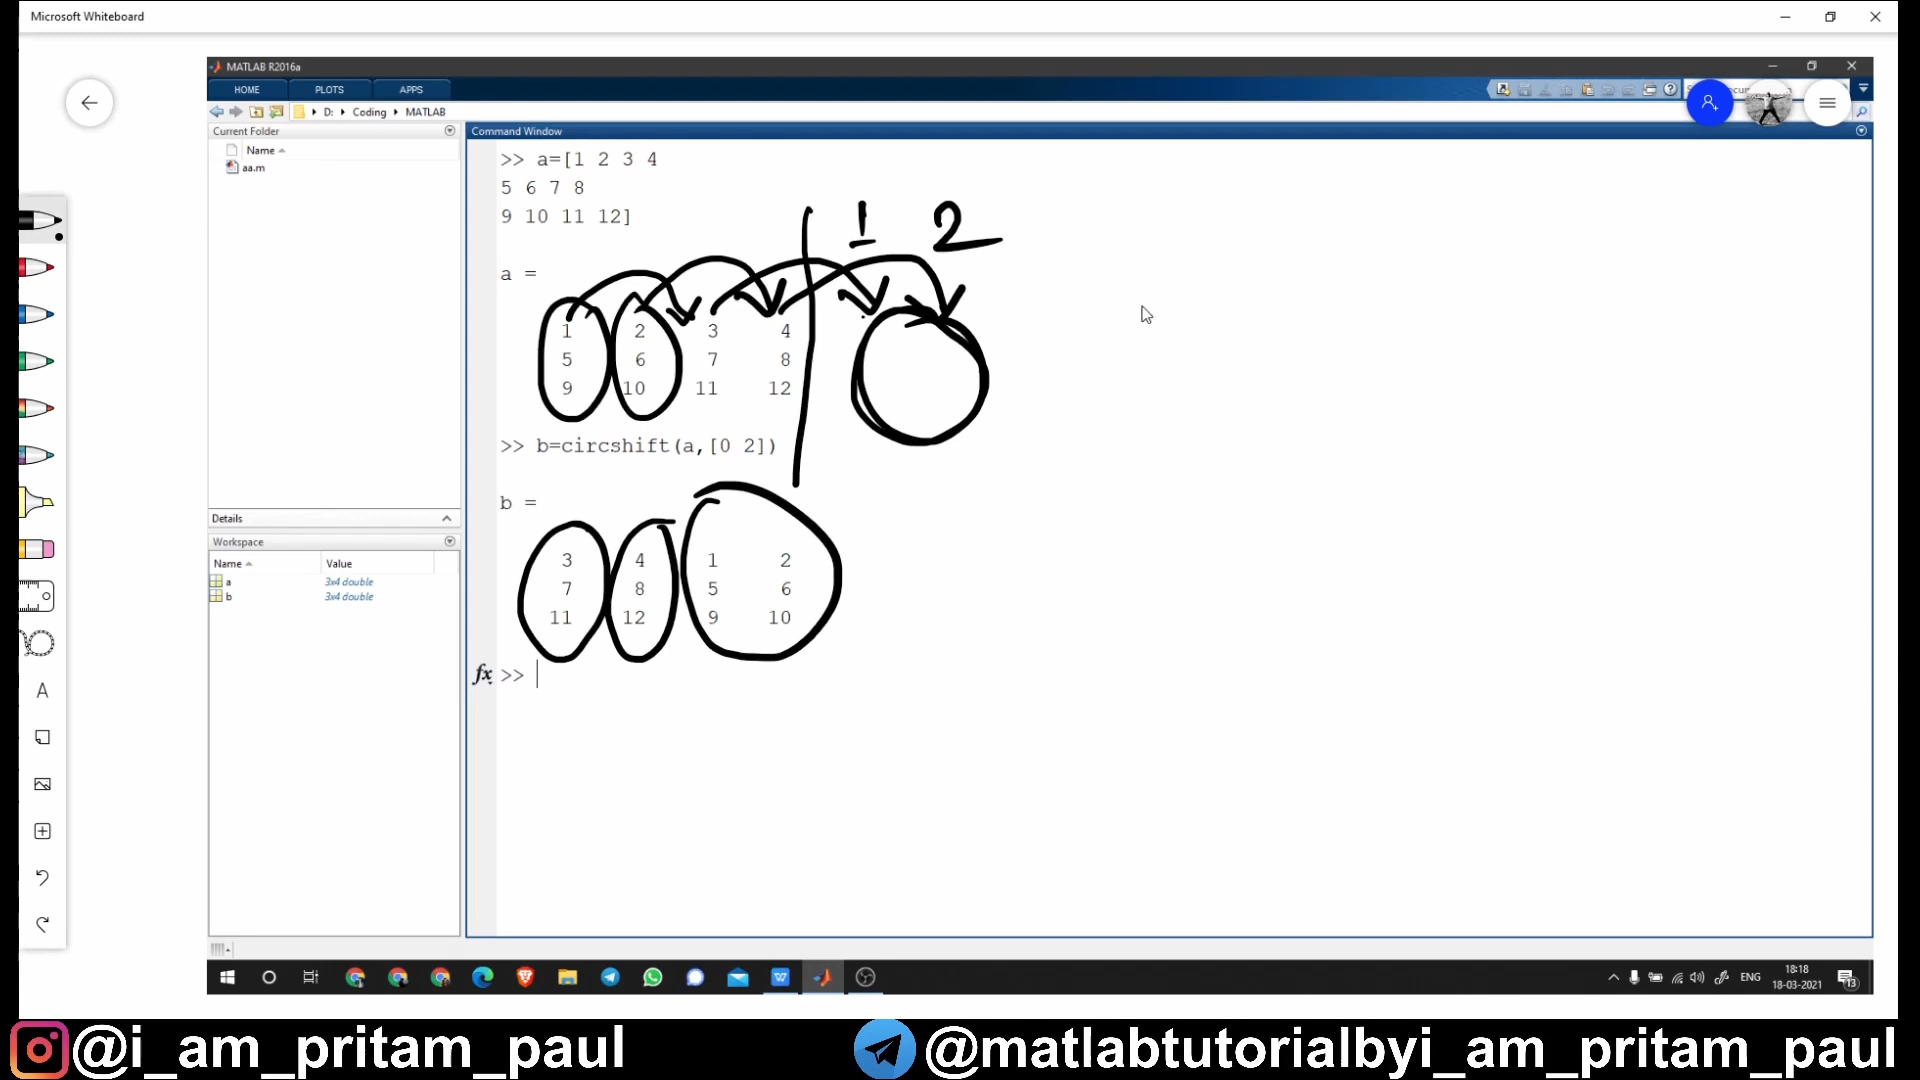 Microsoft Whiteboard
MATLAB R2016a
HOME PLOTS APPS
D: Coding MATLAB
Current Folder
Name
aa.m
Details
Workspace
Name Value
a 3x4 double
b 3x4 double
Command Window
>> a=[1 2 3 4
5 6 7 8
9 10 11 12]
1 2
a =
1 2 3 4
5 6 7 8
9 10 11 12
>> b=circshift(a,[0 2])
b =
3 4 1 2
7 8 5 6
11 12 9 10
fx >>
A
ENG
18:18
18-03-2021
13
@i_am_pritam_paul
@matlabtutorialbyi_am_pritam_paul